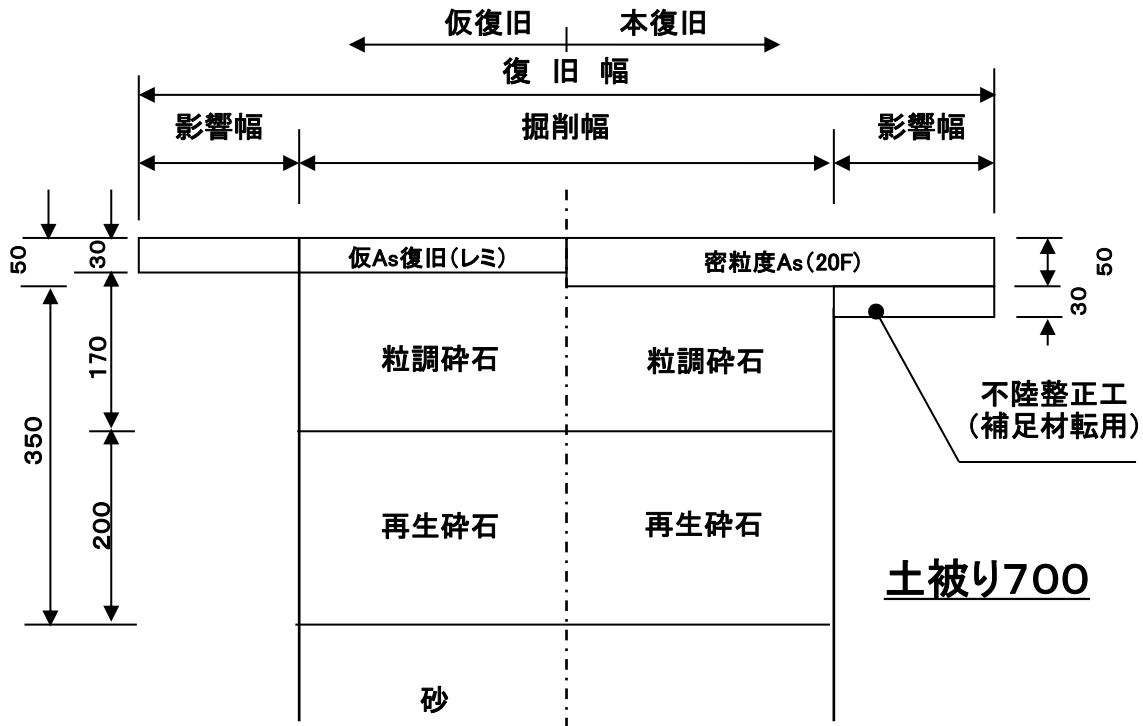 仮復旧 本復旧
復 旧 幅
影響幅 掘削幅 影響幅
50 30 仮As復旧(レミ) 密粒度As(20F) 50
30
170 粒調砕石 粒調砕石
不陸整正工
(補足材転用)
350
200 再生砕石 再生砕石
土被り700
砂